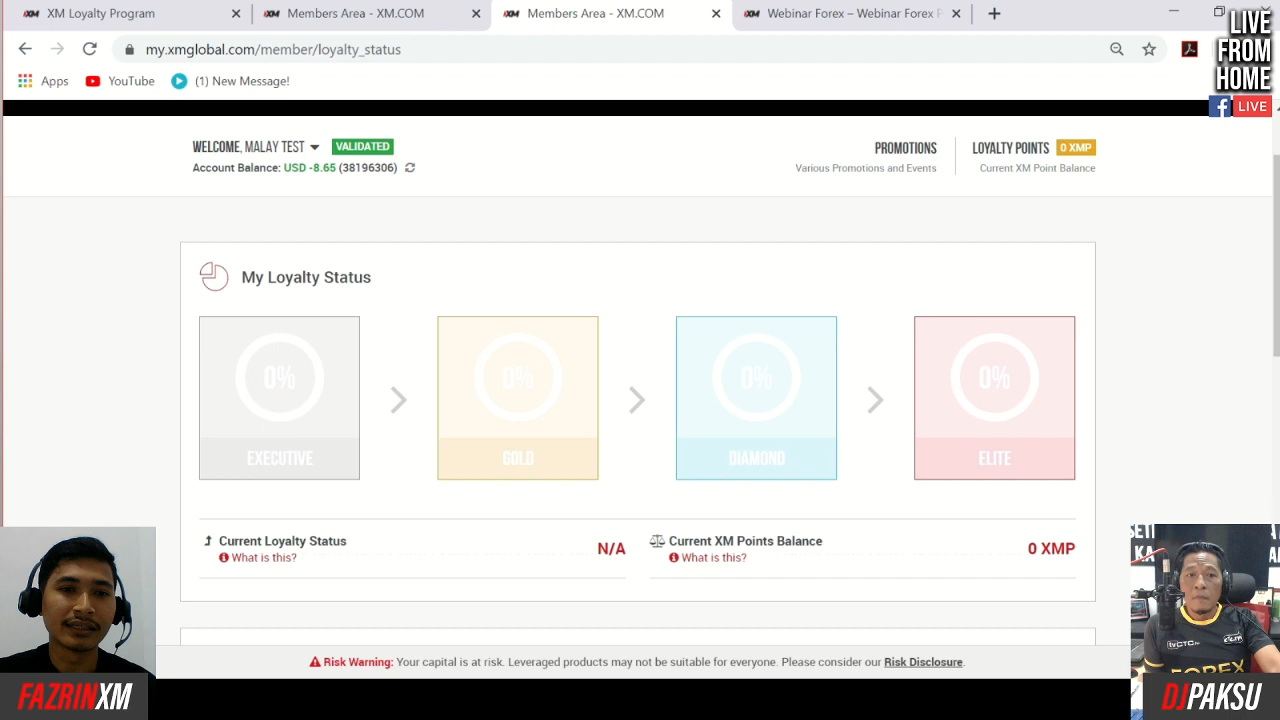 XM Loyalty Program
Members Area - XM.COM
Members Area - XM.COM
Webinar Forex – Webinar Forex P
my.xmglobal.com/member/loyalty_status
Apps
YouTube
(1) New Message!
LIVE
FROM
HOME
f LIVE
WELCOME, MALAY TEST
VALIDATED
Account Balance: USD -8.65 (38196306)
PROMOTIONS
Various Promotions and Events
LOYALTY POINTS 0 XMP
Current XM Point Balance
My Loyalty Status
0%
EXECUTIVE
0%
GOLD
0%
DIAMOND
0%
ELITE
Current Loyalty Status
What is this?
N/A
Current XM Points Balance
What is this?
0 XMP
Risk Warning: Your capital is at risk. Leveraged products may not be suitable for everyone. Please consider our Risk Disclosure.
FAZRINXM
tvCTC
FOREX
DJPAKSU